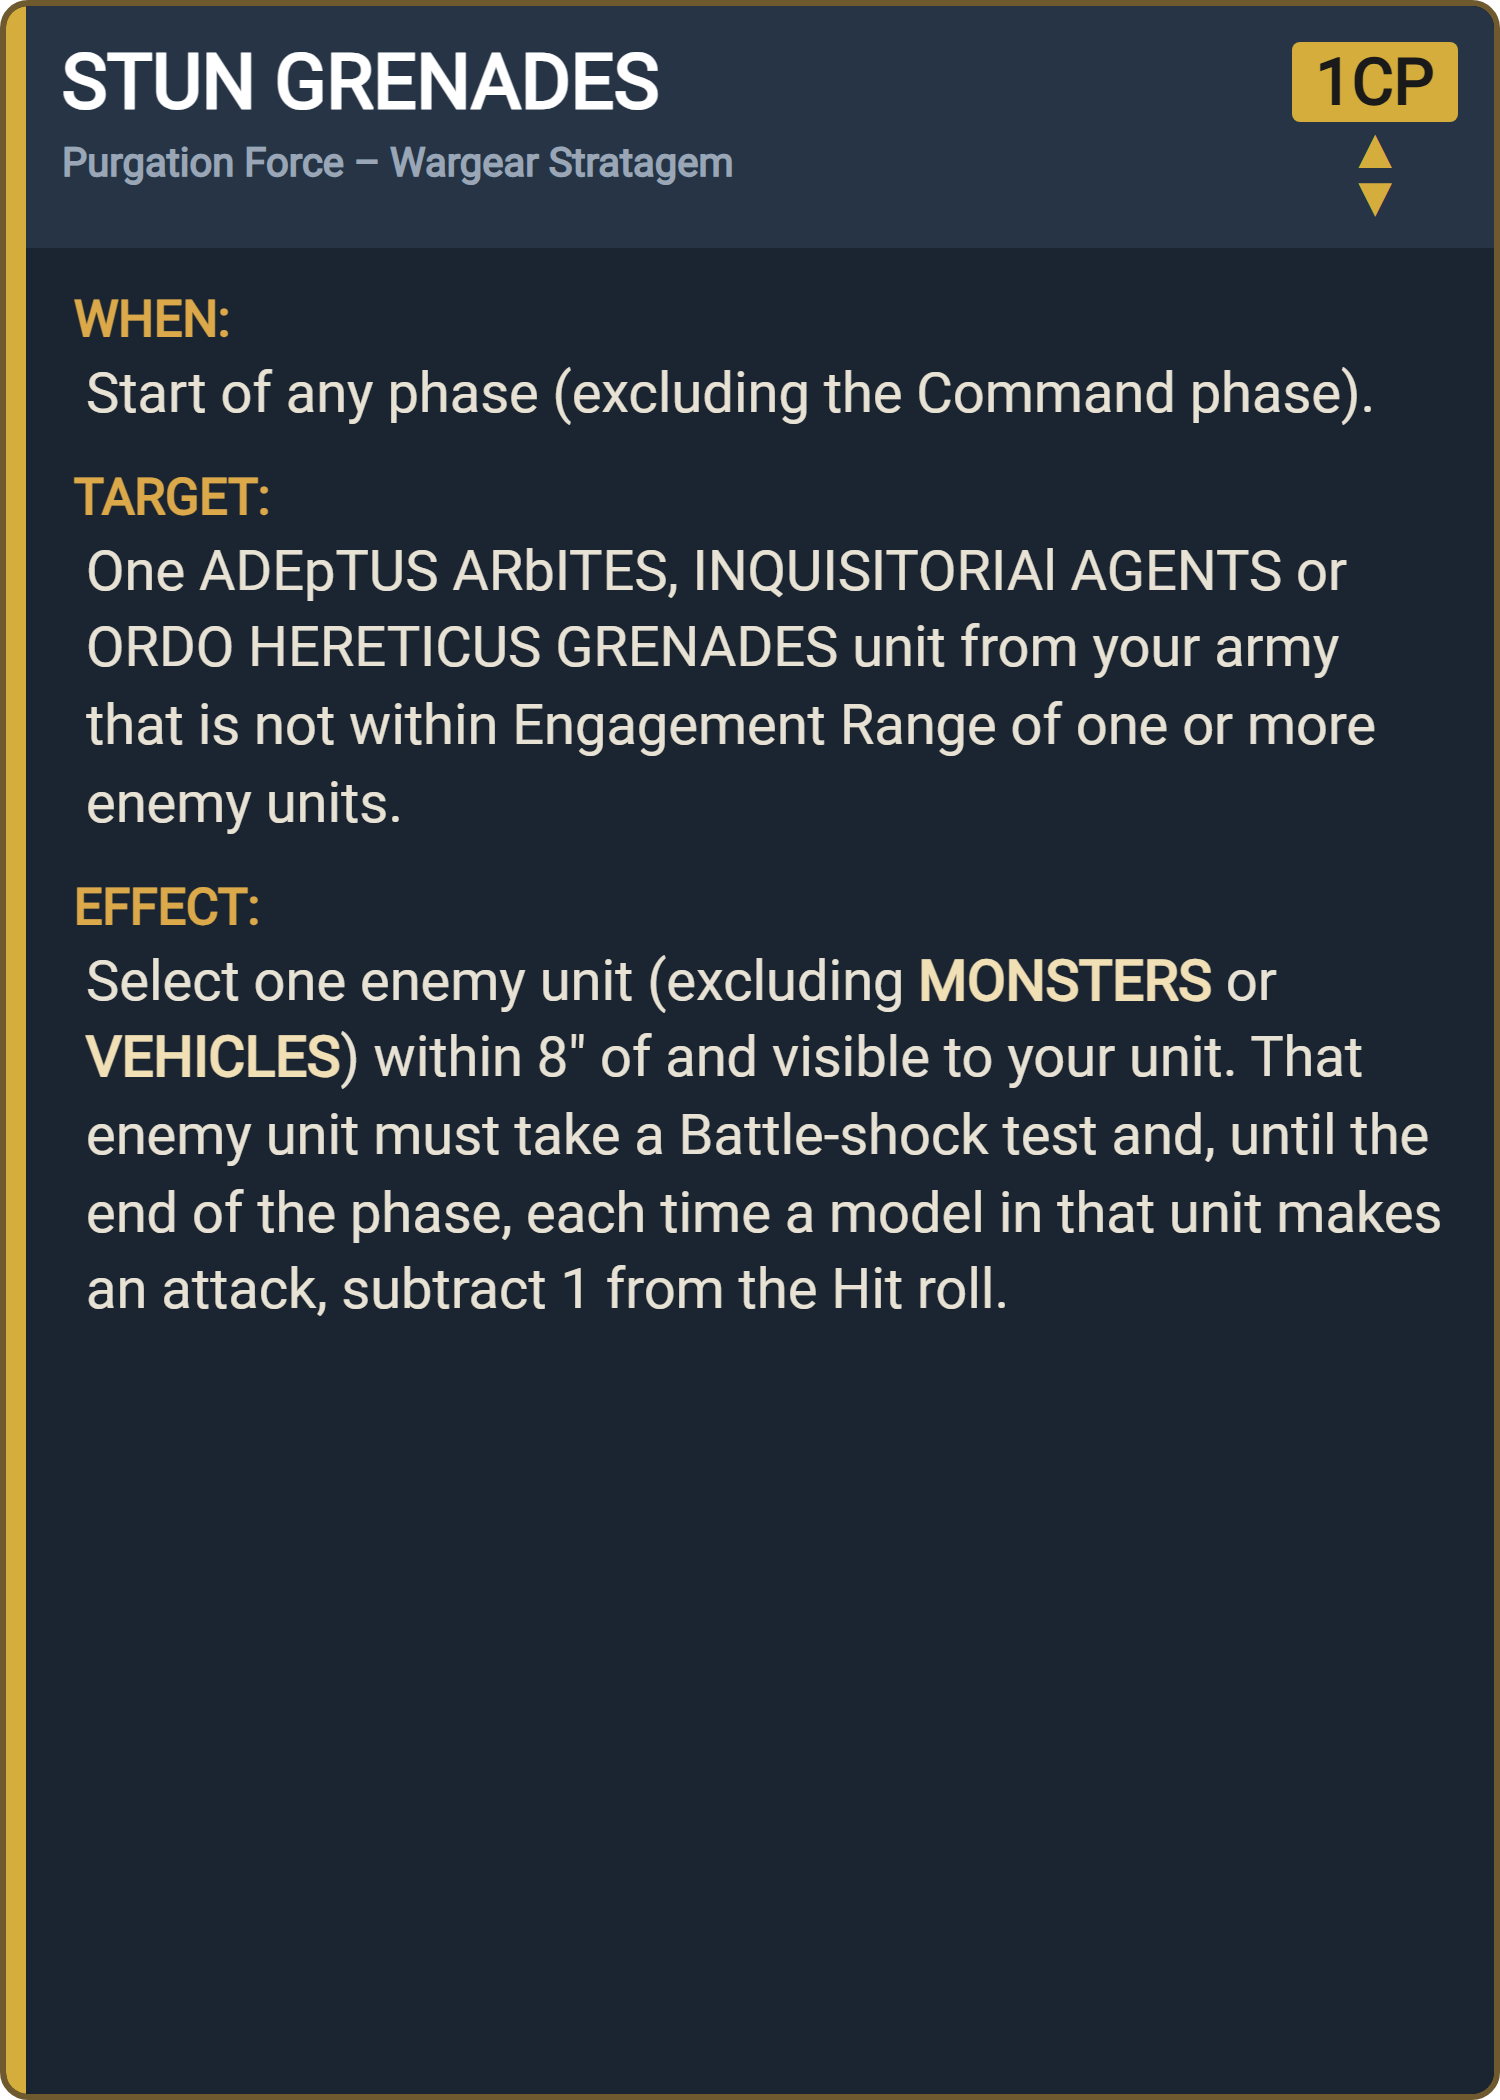 STUN GRENADES
1CP
Purgation Force – Wargear Stratagem
▲
▼
WHEN:
Start of any phase (excluding the Command phase).
TARGET:
One ADEpTUS ARbITES, INQUISITORIAl AGENTS or
ORDO HERETICUS GRENADES unit from your army
that is not within Engagement Range of one or more
enemy units.
EFFECT:
Select one enemy unit (excluding MONSTERS or
VEHICLES) within 8" of and visible to your unit. That
enemy unit must take a Battle-shock test and, until the
end of the phase, each time a model in that unit makes
an attack, subtract 1 from the Hit roll.